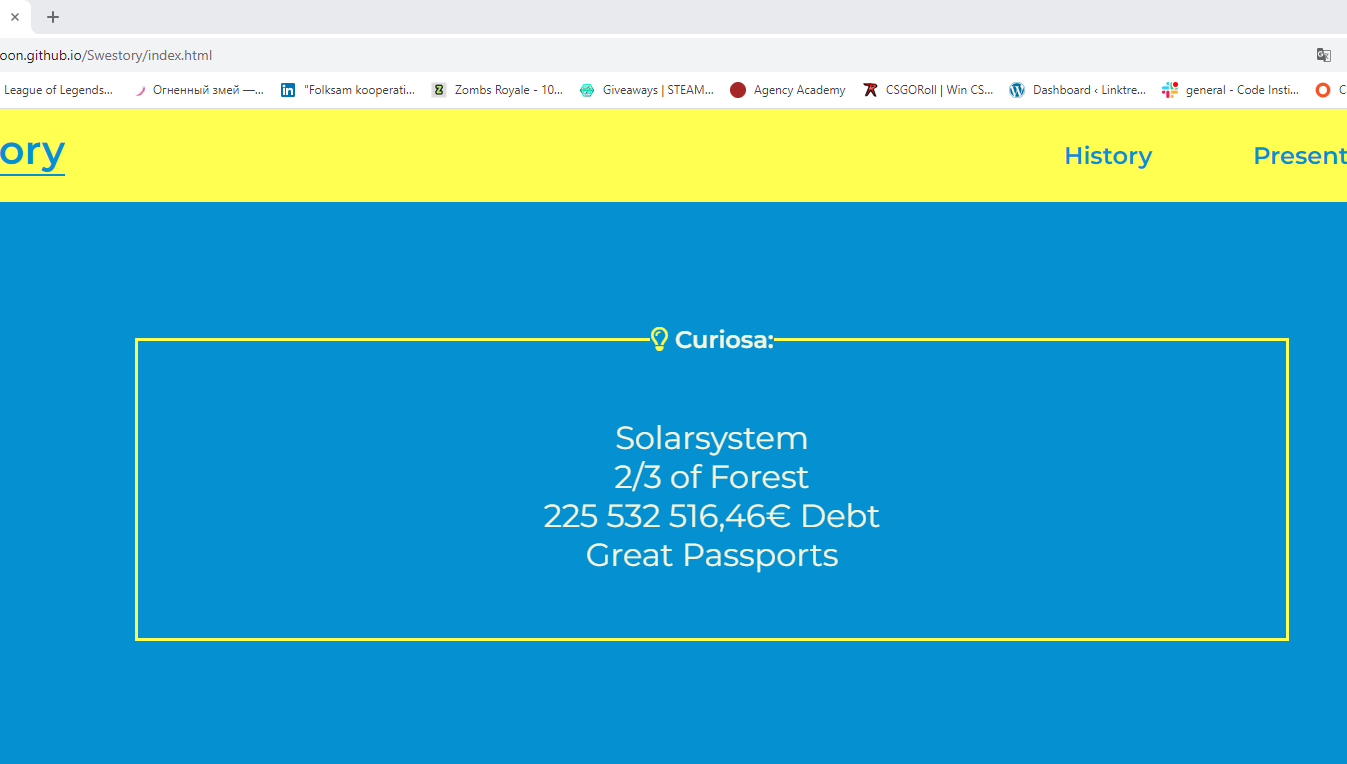 oon.github.io/Swestory/index.html
League of Legends... Огненный змей —... "Folksam kooperati... Zombs Royale - 10... Giveaways | STEAM... Agency Academy CSGORoll | Win CS... Dashboard ‹ Linktre... general - Code Insti... C
ory History Present
Curiosa:
Solarsystem
2/3 of Forest
225 532 516,46€ Debt
Great Passports